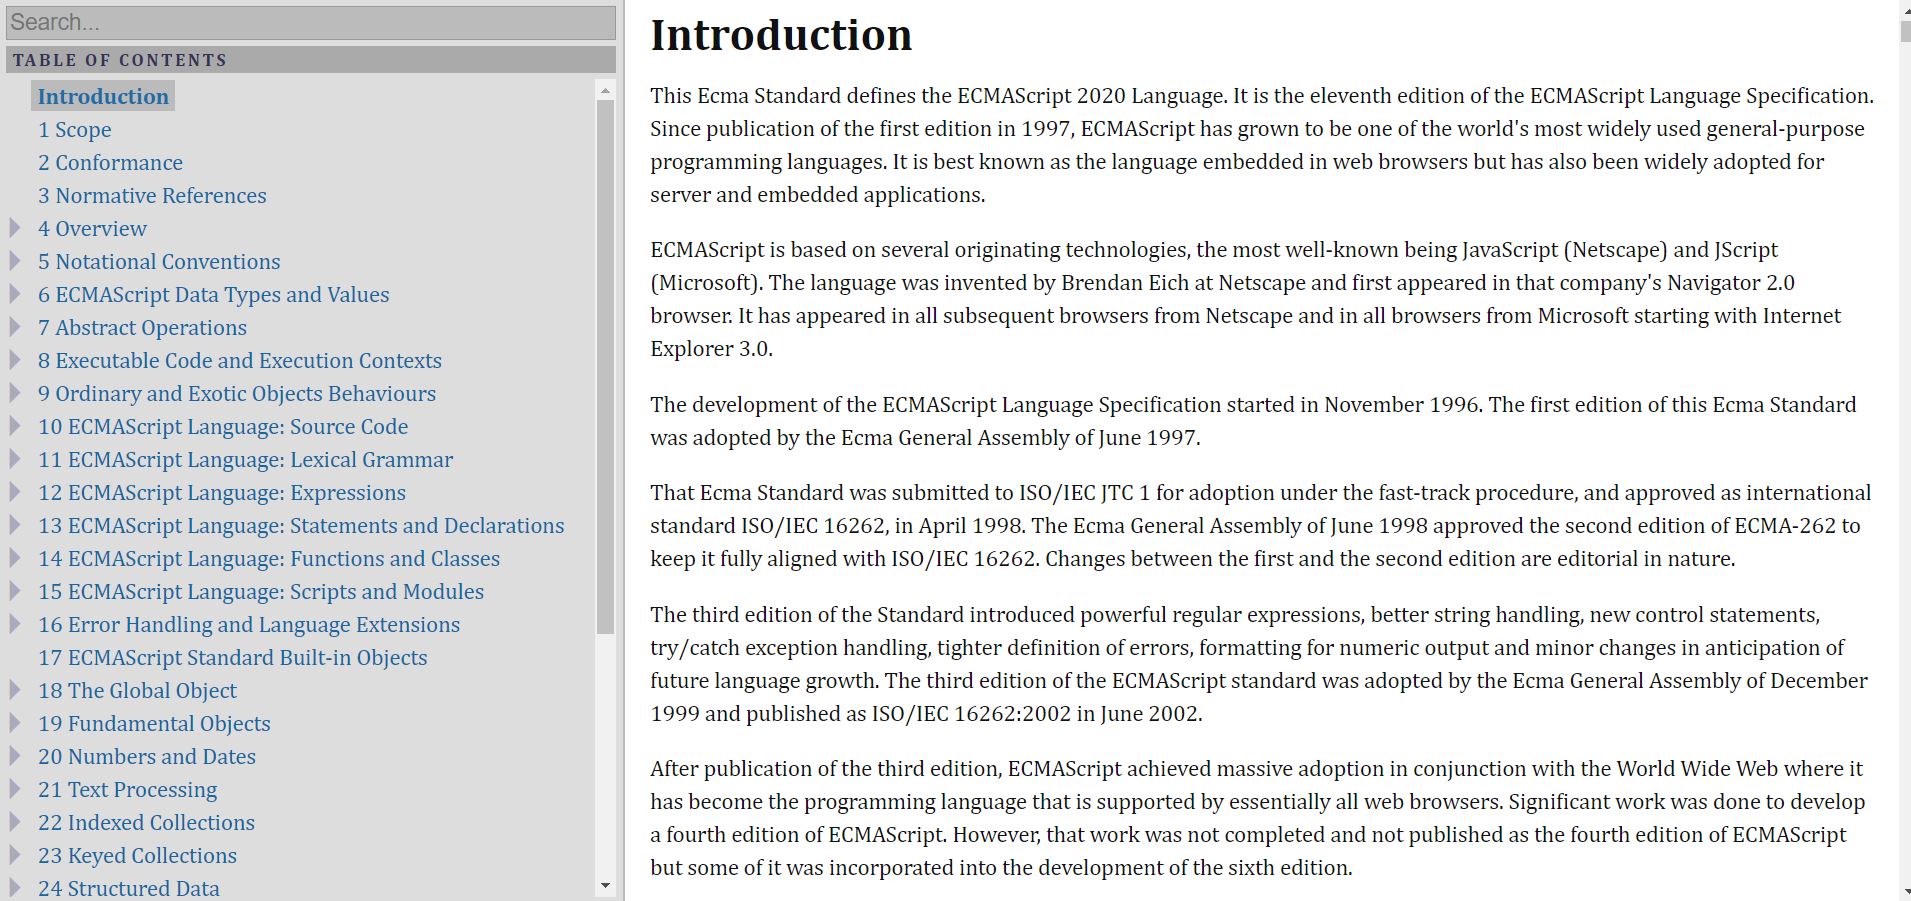 Search...
TABLE OF CONTENTS
Introduction
1 Scope
2 Conformance
3 Normative References
4 Overview
5 Notational Conventions
6 ECMAScript Data Types and Values
7 Abstract Operations
8 Executable Code and Execution Contexts
9 Ordinary and Exotic Objects Behaviours
10 ECMAScript Language: Source Code
11 ECMAScript Language: Lexical Grammar
12 ECMAScript Language: Expressions
13 ECMAScript Language: Statements and Declarations
14 ECMAScript Language: Functions and Classes
15 ECMAScript Language: Scripts and Modules
16 Error Handling and Language Extensions
17 ECMAScript Standard Built-in Objects
18 The Global Object
19 Fundamental Objects
20 Numbers and Dates
21 Text Processing
22 Indexed Collections
23 Keyed Collections
24 Structured Data
Introduction
This Ecma Standard defines the ECMAScript 2020 Language. It is the eleventh edition of the ECMAScript Language Specification.
Since publication of the first edition in 1997, ECMAScript has grown to be one of the world's most widely used general-purpose
programming languages. It is best known as the language embedded in web browsers but has also been widely adopted for
server and embedded applications.
ECMAScript is based on several originating technologies, the most well-known being JavaScript (Netscape) and JScript
(Microsoft). The language was invented by Brendan Eich at Netscape and first appeared in that company's Navigator 2.0
browser. It has appeared in all subsequent browsers from Netscape and in all browsers from Microsoft starting with Internet
Explorer 3.0.
The development of the ECMAScript Language Specification started in November 1996. The first edition of this Ecma Standard
was adopted by the Ecma General Assembly of June 1997.
That Ecma Standard was submitted to ISO/IEC JTC 1 for adoption under the fast-track procedure, and approved as international
standard ISO/IEC 16262, in April 1998. The Ecma General Assembly of June 1998 approved the second edition of ECMA-262 to
keep it fully aligned with ISO/IEC 16262. Changes between the first and the second edition are editorial in nature.
The third edition of the Standard introduced powerful regular expressions, better string handling, new control statements,
try/catch exception handling, tighter definition of errors, formatting for numeric output and minor changes in anticipation of
future language growth. The third edition of the ECMAScript standard was adopted by the Ecma General Assembly of December
1999 and published as ISO/IEC 16262:2002 in June 2002.
After publication of the third edition, ECMAScript achieved massive adoption in conjunction with the World Wide Web where it
has become the programming language that is supported by essentially all web browsers. Significant work was done to develop
a fourth edition of ECMAScript. However, that work was not completed and not published as the fourth edition of ECMAScript
but some of it was incorporated into the development of the sixth edition.